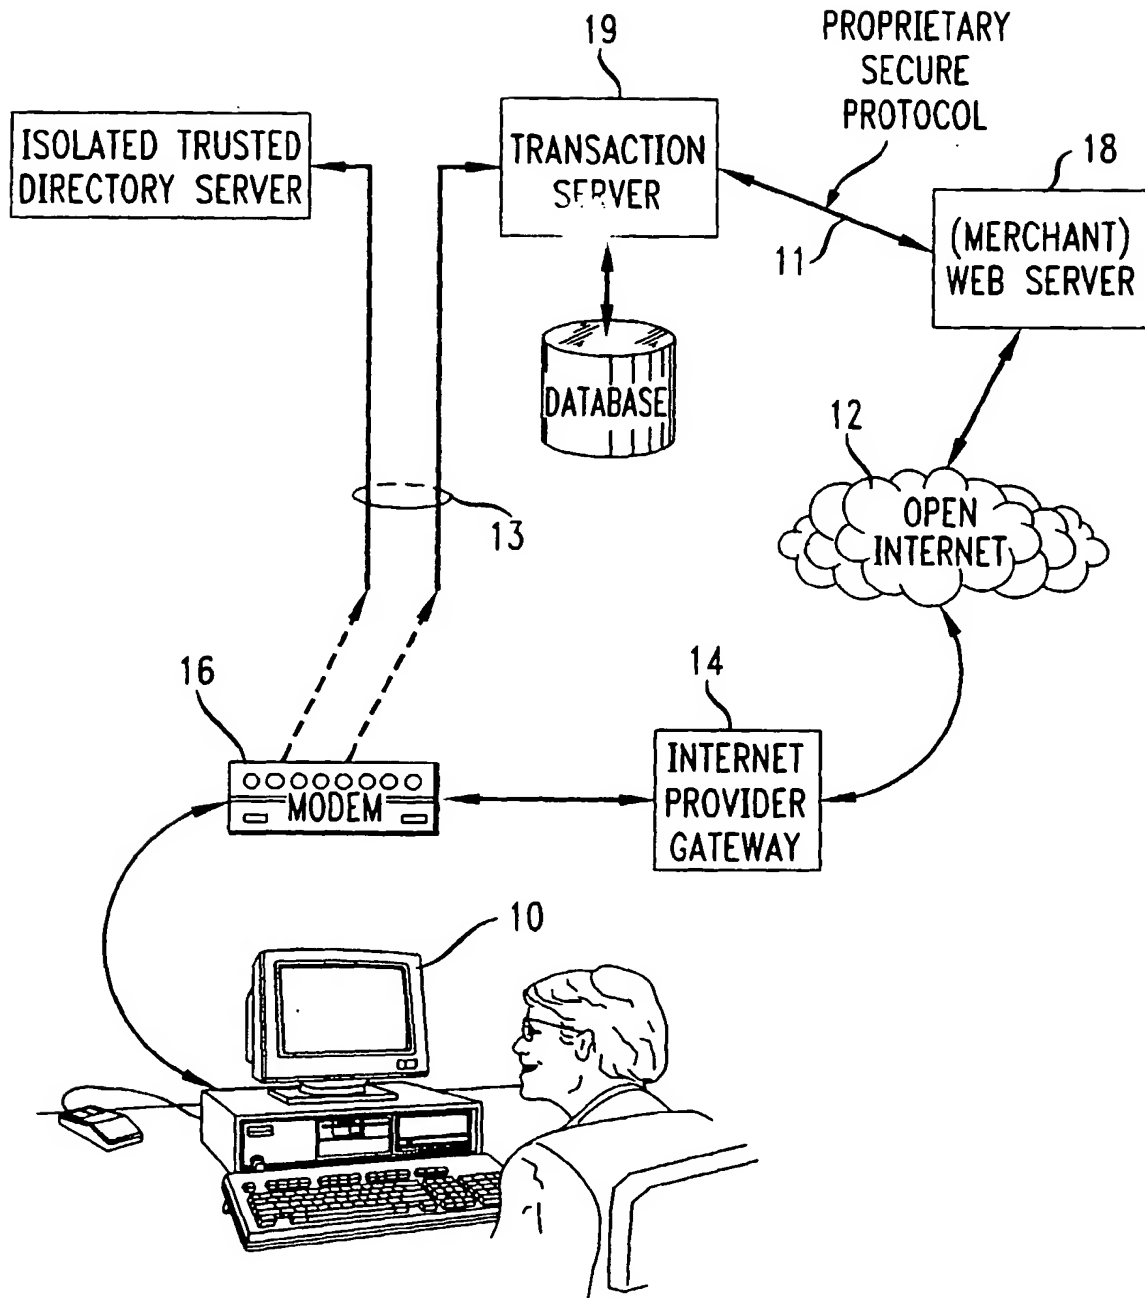 19
PROPRIETARY
SECURE
PROTOCOL
ISOLATED TRUSTED
DIRECTORY SERVER
TRANSACTION
SERVER
18
11
(MERCHANT)
WEB SERVER
DATABASE
12
OPEN
INTERNET
13
16
14
MODEM
INTERNET
PROVIDER
GATEWAY
10